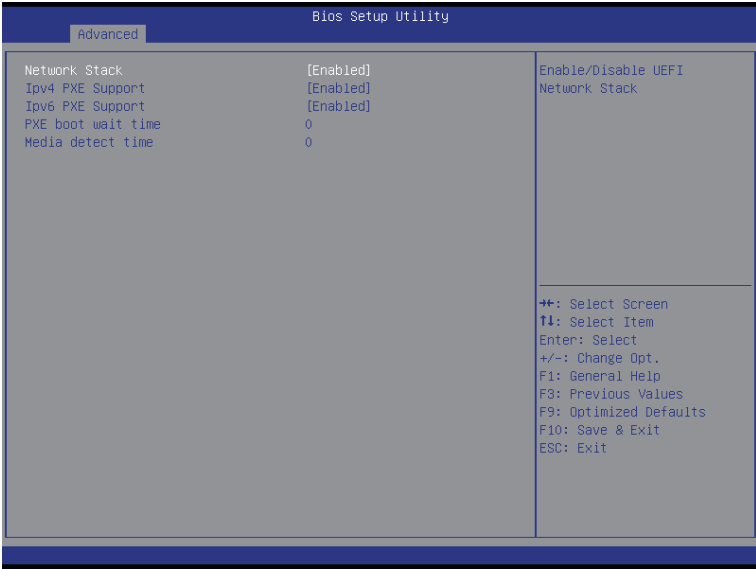 Bios Setup Utility
Advanced
Network Stack [Enabled]
Ipv4 PXE Support [Enabled]
Ipv6 PXE Support [Enabled]
PXE boot wait time 0
Media detect time 0
Enable/Disable UEFI
Network Stack
→←: Select Screen
↑↓: Select Item
Enter: Select
+/-: Change Opt.
F1: General Help
F3: Previous Values
F9: Optimized Defaults
F10: Save & Exit
ESC: Exit